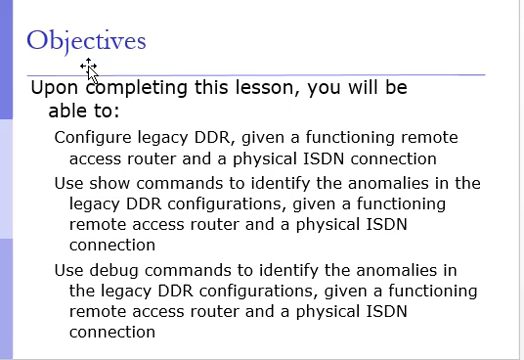 Objectives
Upon completing this lesson, you will be
able to:
Configure legacy DDR, given a functioning remote
access router and a physical ISDN connection
Use show commands to identify the anomalies in the
legacy DDR configurations, given a functioning
remote access router and a physical ISDN
connection
Use debug commands to identify the anomalies in
the legacy DDR configurations, given a functioning
remote access router and a physical ISDN
connection